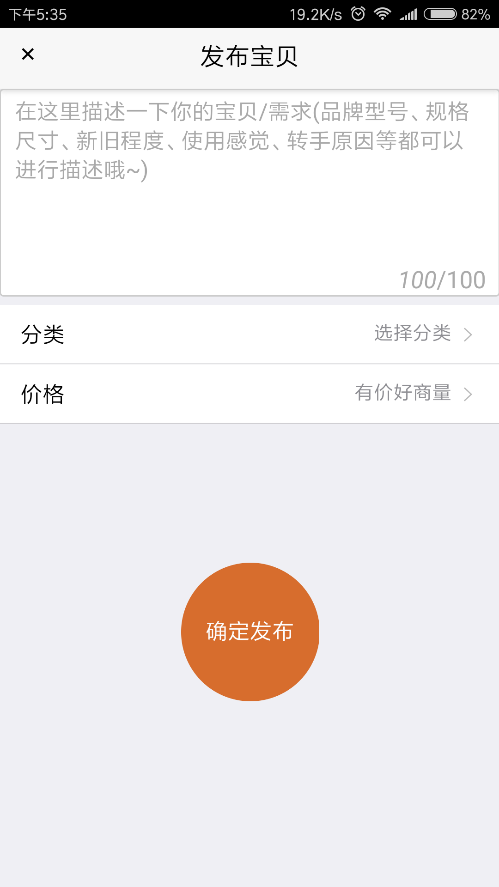 下午5:35 19.2K/s 82%
× 发布宝贝
在这里描述一下你的宝贝/需求(品牌型号、规格
尺寸、新旧程度、使用感觉、转手原因等都可以
进行描述哦~)
100/100
分类 选择分类
价格 有价好商量
确定发布